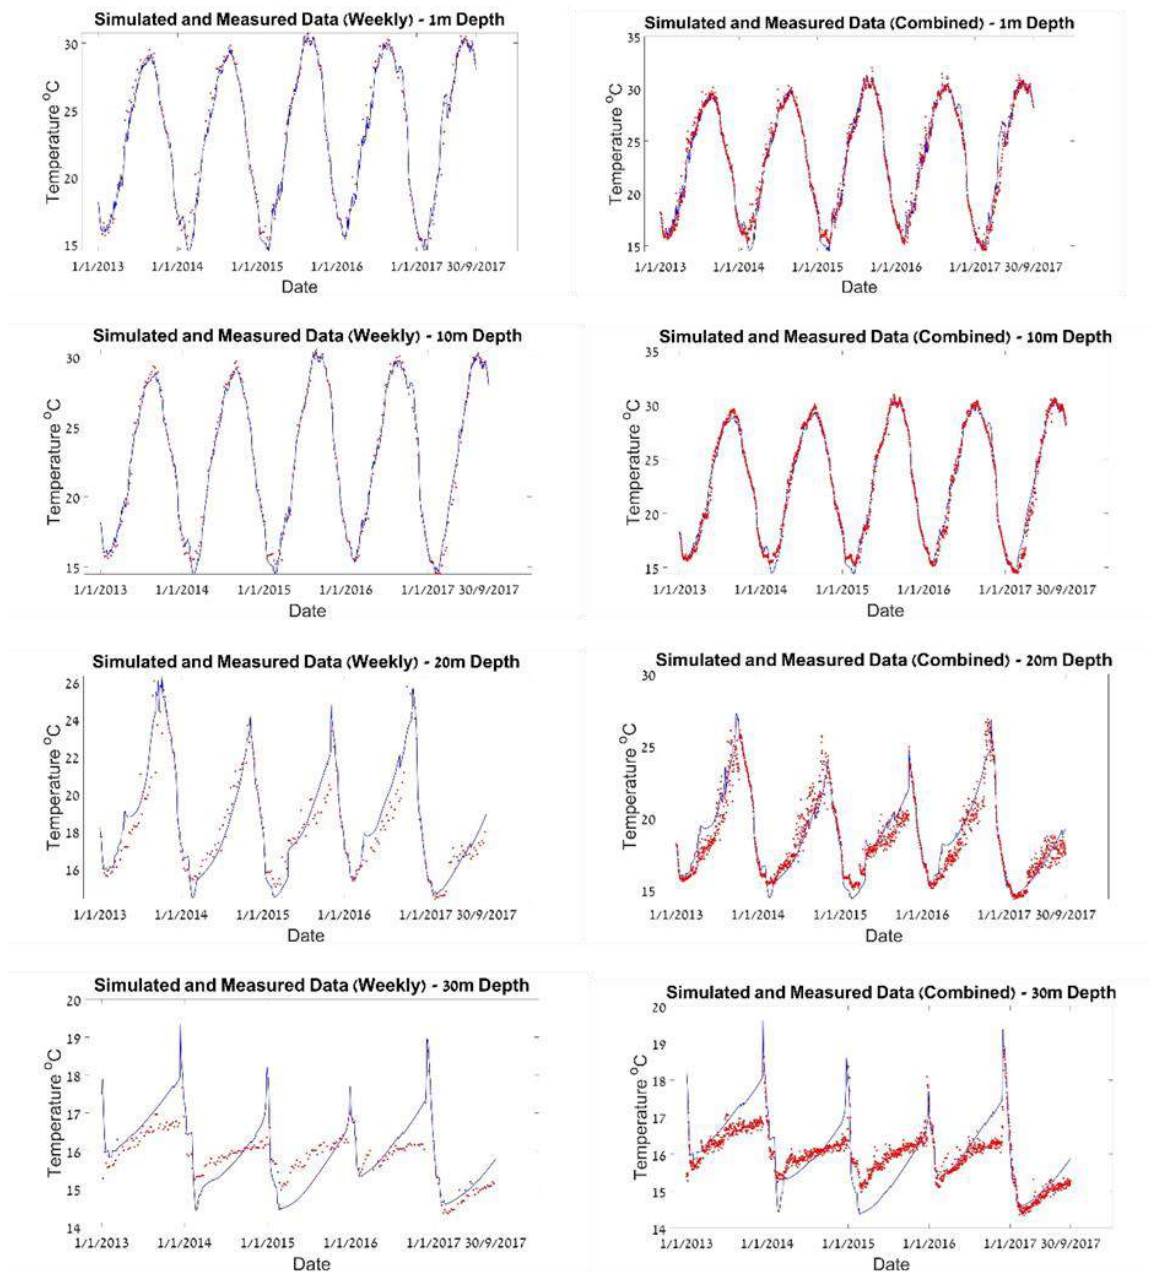 Simulated and Measured Data (Weekly) - 1m Depth
30
25
20
15
Temperature °C
1/1/2013 1/1/2014 1/1/2015 1/1/2016 1/1/2017 30/9/2017
Date
Simulated and Measured Data (Combined) - 1m Depth
35
30
25
20
15
Temperature °C
1/1/2013 1/1/2014 1/1/2015 1/1/2016 1/1/2017 30/9/2017
Date
Simulated and Measured Data (Weekly) - 10m Depth
30
20
15
Temperature °C
1/1/2013 1/1/2014 1/1/2015 1/1/2016 1/1/2017 30/9/2017
Date
Simulated and Measured Data (Combined) - 10m Depth
35
30
25
20
15
Temperature °C
1/1/2013 1/1/2014 1/1/2015 1/1/2016 1/1/2017 30/9/2017
Date
Simulated and Measured Data (Weekly) - 20m Depth
26
24
22
20
18
16
Temperature °C
1/1/2013 1/1/2014 1/1/2015 1/1/2016 1/1/2017 30/9/2017
Date
Simulated and Measured Data (Combined) - 20m Depth
30
25
20
15
Temperature °C
1/1/2013 1/1/2014 1/1/2015 1/1/2016 1/1/2017 30/9/2017
Date
Simulated and Measured Data (Weekly) - 30m Depth
20
19
18
17
16
15
14
Temperature °C
1/1/2013 1/1/2014 1/1/2015 1/1/2016 1/1/2017 30/9/2017
Date
Simulated and Measured Data (Combined) - 30m Depth
20
19
18
17
16
15
14
Temperature °C
1/1/2013 1/1/2014 1/1/2015 1/1/2016 1/1/2017 30/9/2017
Date